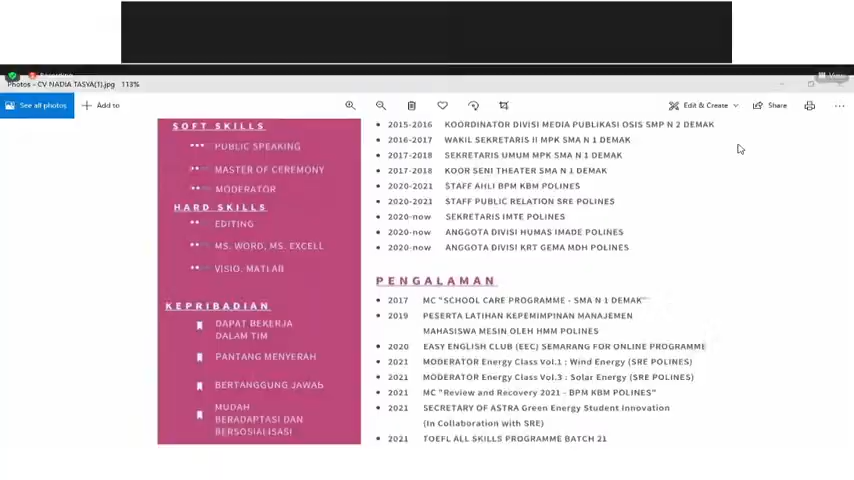 Recording
View
Photos - CV NADIA TASYA(T).jpg 113%
See all photos
Add to
Edit & Create
Share
SOFT SKILLS
PUBLIC SPEAKING
MASTER OF CEREMONY
MODERATOR
HARD SKILLS
EDITING
MS. WORD, MS. EXCELL
VISIO. MATLAB
KEPRIBADIAN
DAPAT BEKERJA
DALAM TIM
PANTANG MENYERAH
BERTANGGUNG JAWAB
MUDAH
BERADAPTASI DAN
BERSOSIALISASI
2015-2016 KOORDINATOR DIVISI MEDIA PUBLIKASI OSIS SMP N 2 DEMAK
2016-2017 WAKIL SEKRETARIS II MPK SMA N 1 DEMAK
2017-2018 SEKRETARIS UMUM MPK SMA N 1 DEMAK
2017-2018 KOOR SENI THEATER SMA N 1 DEMAK
2020-2021 STAFF AHLI BPM KBM POLINES
2020-2021 STAFF PUBLIC RELATION SRE POLINES
2020-now SEKRETARIS IMTE POLINES
2020-now ANGGOTA DIVISI HUMAS IMADE POLINES
2020-now ANGGOTA DIVISI KRT GEMA MDH POLINES
PENGALAMAN
2017 MC "SCHOOL CARE PROGRAMME - SMA N 1 DEMAK"
2019 PESERTA LATIHAN KEPEMIMPINAN MANAJEMEN
MAHASISWA MESIN OLEH HMM POLINES
2020 EASY ENGLISH CLUB (EEC) SEMARANG FOR ONLINE PROGRAMME
2021 MODERATOR Energy Class Vol.1 : Wind Energy (SRE POLINES)
2021 MODERATOR Energy Class Vol.3 : Solar Energy (SRE POLINES)
2021 MC "Review and Recovery 2021 - BPM KBM POLINES"
2021 SECRETARY OF ASTRA Green Energy Student Innovation
(In Collaboration with SRE)
2021 TOEFL ALL SKILLS PROGRAMME BATCH 21